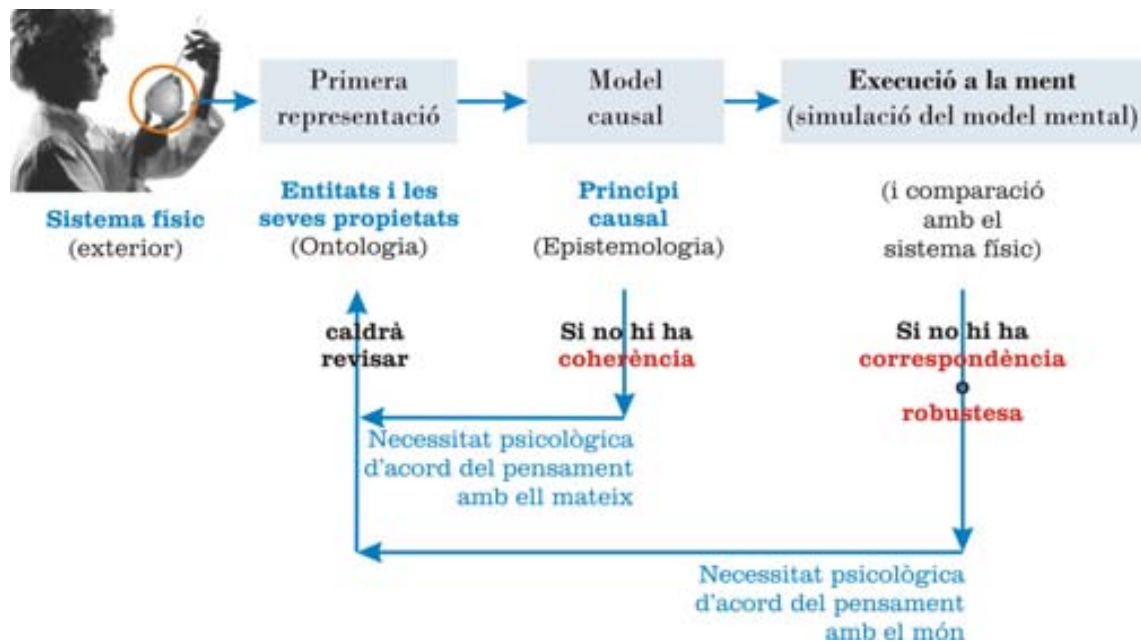 Primera
representació
Model
causal
Execució a la ment
(simulació del model mental)
Sistema físic
(exterior)
Entitats i les
seves propietats
(Ontologia)
Principi
causal
(Epistemologia)
(i comparació
amb el
sistema físic)
caldrà
revisar
Si no hi ha
coherència
Si no hi ha
correspondència
o
robustesa
Necessitat psicològica
d'acord del pensament
amb ell mateix
Necessitat psicològica
d'acord del pensament
amb el món